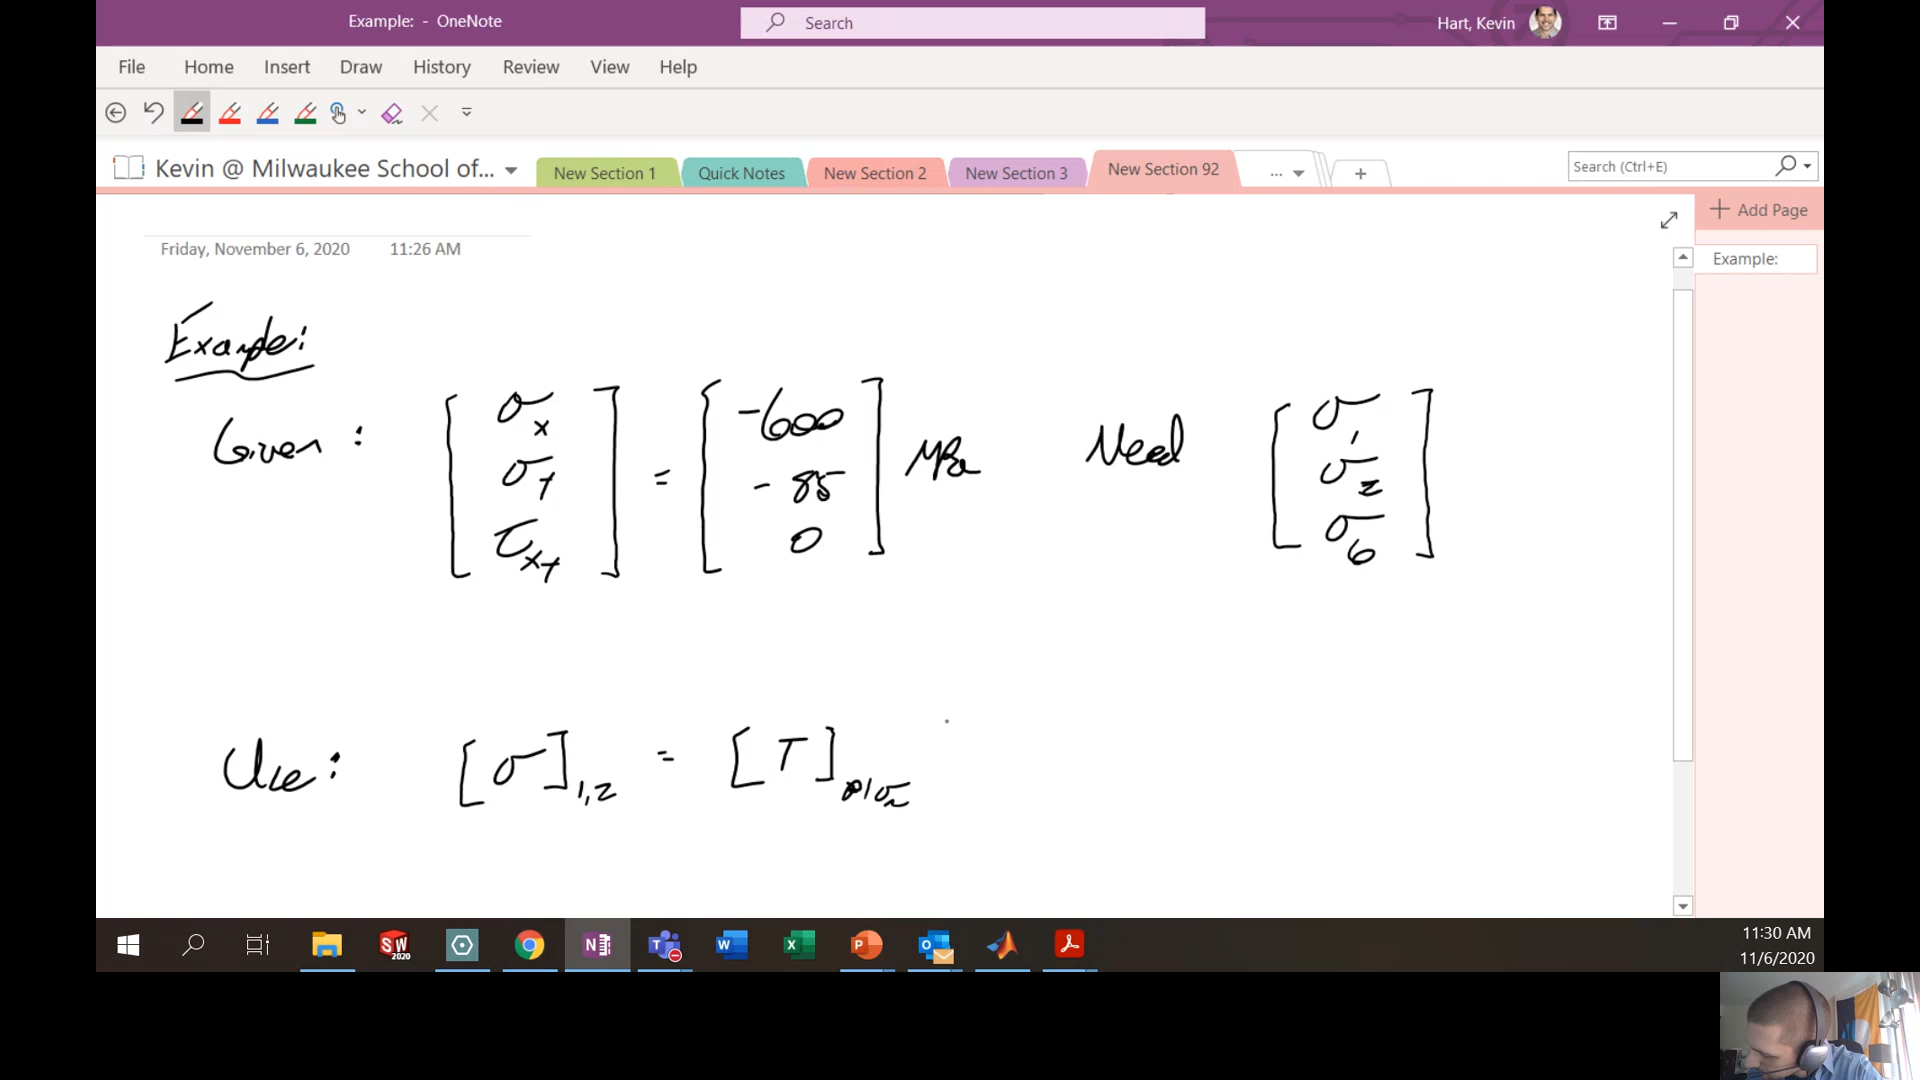 Example: - OneNote
Search
Hart, Kevin
File Home Insert Draw History Review View Help
Kevin @ Milwaukee School of...
New Section 1
Quick Notes
New Section 2
New Section 3
New Section 92
...
Search (Ctrl+E)
Add Page
Example:
Friday, November 6, 2020 11:26 AM
Example:
Given: [σx σy τxy] = [-600 -85 0] MPa Need [σ1 σ2 σ6]
Use: [σ]1,2 = [T]
SW
2020
N
T
W
X
P
O
11:30 AM
11/6/2020